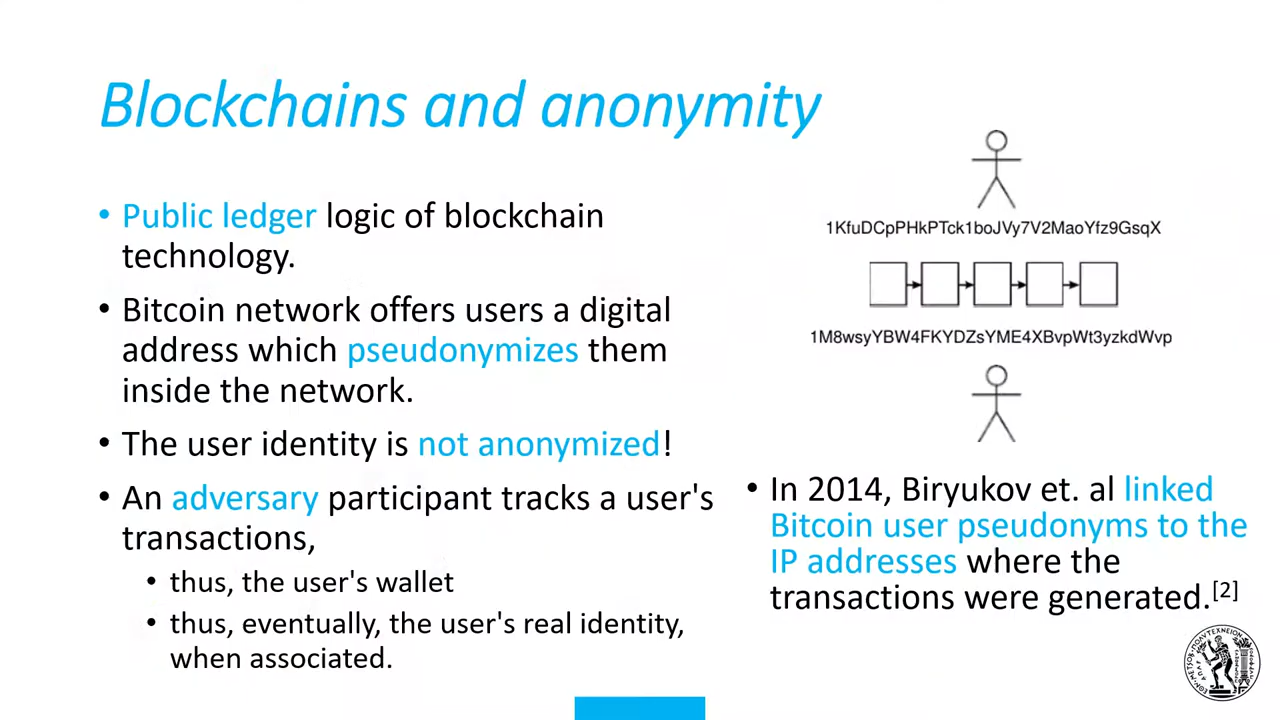 Blockchains and anonymity
• Public ledger logic of blockchain
technology.
• Bitcoin network offers users a digital
address which pseudonymizes them
inside the network.
• The user identity is not anonymized!
• An adversary participant tracks a user's
transactions,
• thus, the user's wallet
• thus, eventually, the user's real identity,
when associated.
1KfuDCpPHkPTck1boJVy7V2MaoYfz9GsqX
1M8wsyYBW4FKYDZsYME4XBvpWt3yzkdWvp
• In 2014, Biryukov et. al linked
Bitcoin user pseudonyms to the
IP addresses where the
transactions were generated.[2]